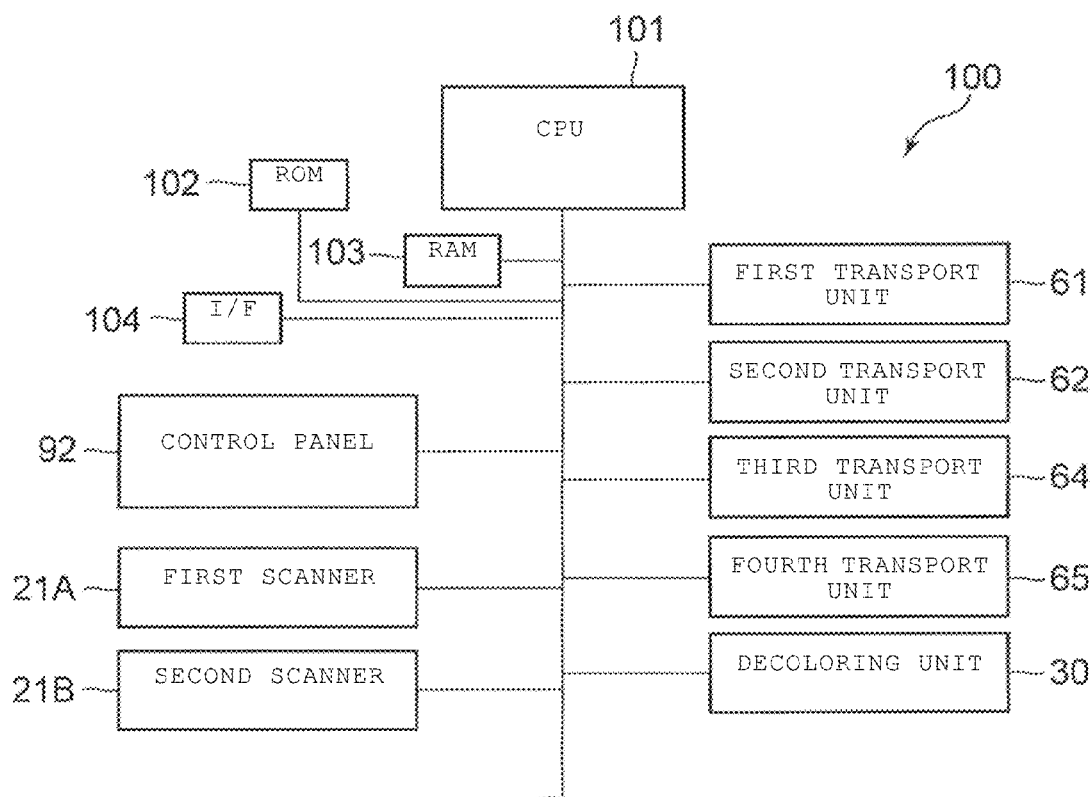 101
100
CPU
ROM
102
103
RAM
FIRST TRANSPORT
UNIT
61
104
I/F
SECOND TRANSPORT
UNIT
62
92
CONTROL PANEL
THIRD TRANSPORT
UNIT
64
21A
FIRST SCANNER
FOURTH TRANSPORT
UNIT
65
21B
SECOND SCANNER
DECOLORING UNIT
30